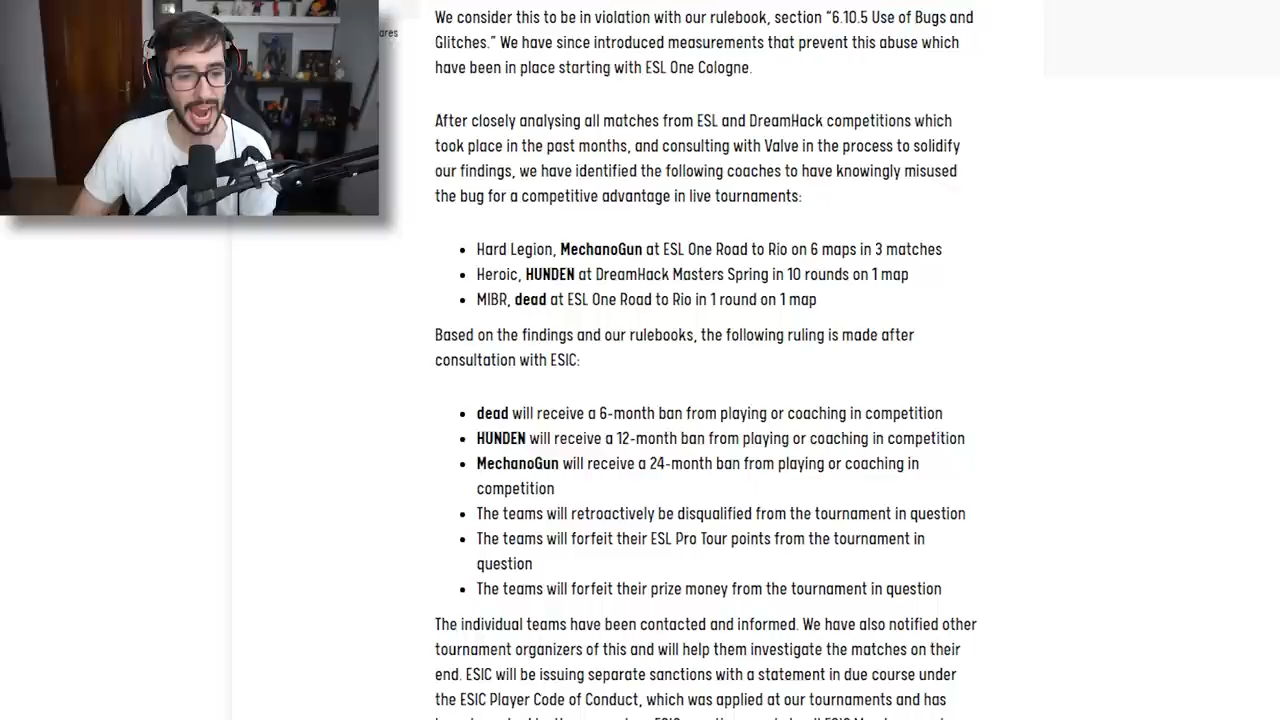 We consider this to be in violation with our rulebook, section "6.10.5 Use of Bugs and
Glitches." We have since introduced measurements that prevent this abuse which
ares
have been in place starting with ESL One Cologne.
After closely analysing all matches from ESL and DreamHack competitions which
took place in the past months, and consulting with Valve in the process to solidify
our findings, we have identified the following coaches to have knowingly misused
the bug for a competitive advantage in live tournaments:
• Hard Legion, MechanoGun at ESL One Road to Rio on 6 maps in 3 matches
• Heroic, HUNDEN at DreamHack Masters Spring in 10 rounds on 1 map
• MIBR, dead at ESL One Road to Rio in 1 round on 1 map
Based on the findings and our rulebooks, the following ruling is made after
consultation with ESIC:
• dead will receive a 6-month ban from playing or coaching in competition
• HUNDEN will receive a 12-month ban from playing or coaching in competition
• MechanoGun will receive a 24-month ban from playing or coaching in
competition
• The teams will retroactively be disqualified from the tournament in question
• The teams will forfeit their ESL Pro Tour points from the tournament in
question
• The teams will forfeit their prize money from the tournament in question
The individual teams have been contacted and informed. We have also notified other
tournament organizers of this and will help them investigate the matches on their
end. ESIC will be issuing separate sanctions with a statement in due course under
the ESIC Player Code of Conduct, which was applied at our tournaments and has